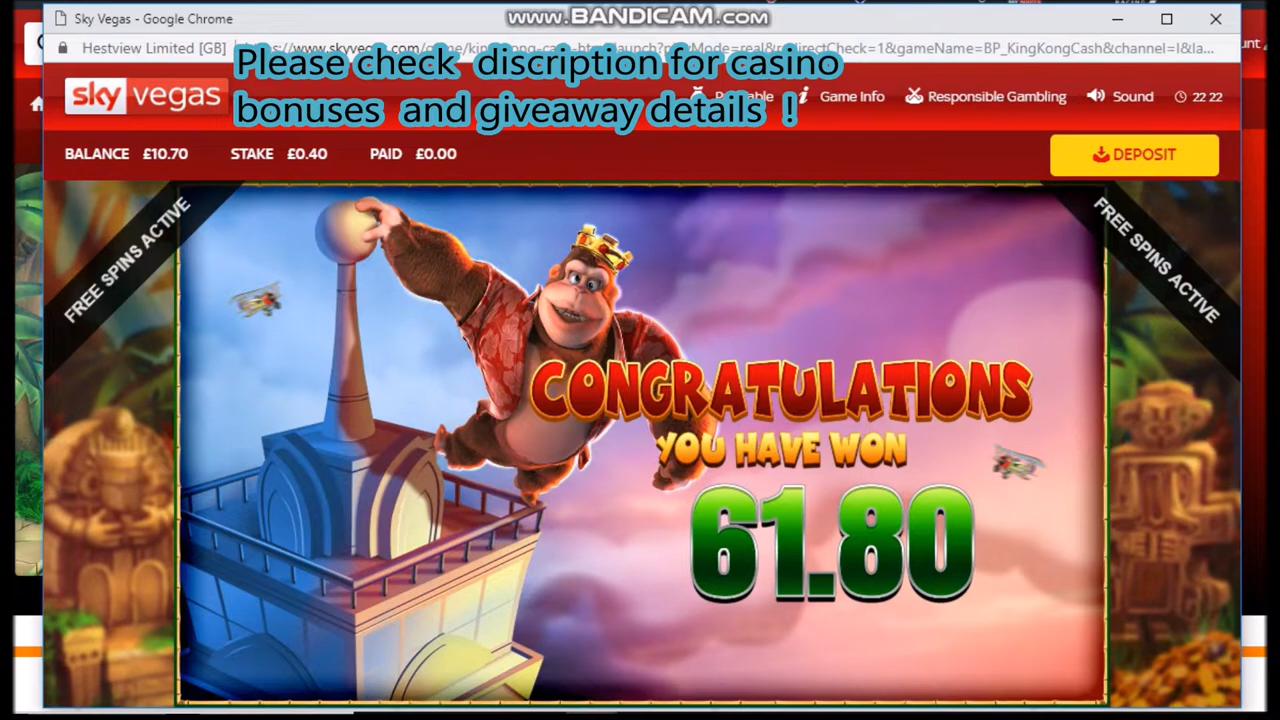 Sky Vegas - Google Chrome
www.BANDICAM.com
Hestview Limited [GB]
Please check discription for casino
bonuses and giveaway details !
sky vegas
Game Info
Responsible Gambling
Sound
22 22
BALANCE £10.70 STAKE £0.40 PAID £0.00
DEPOSIT
FREE SPINS ACTIVE
FREE SPINS ACTIVE
CONGRATULATIONS
YOU HAVE WON
61.80